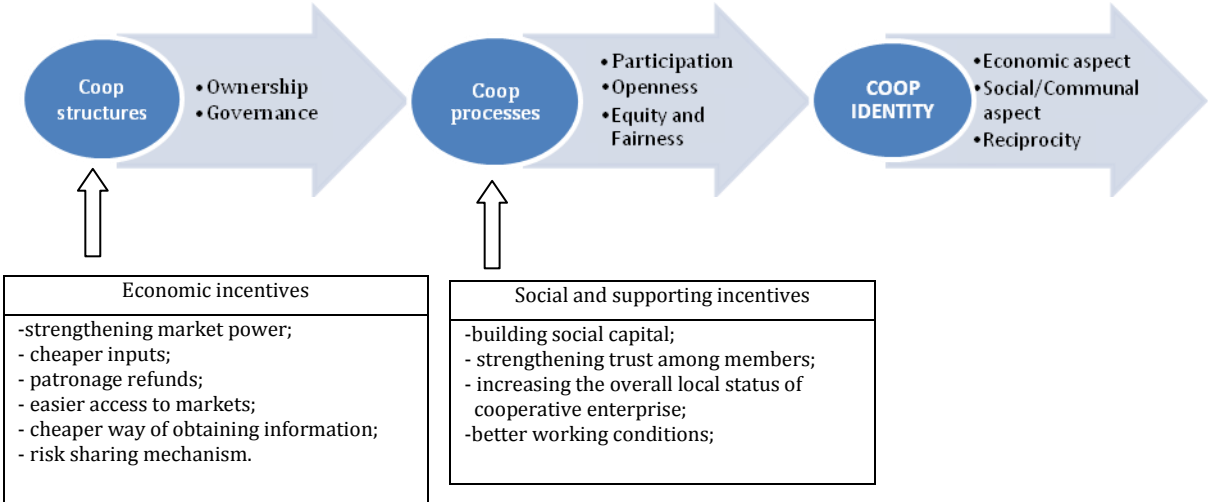 Coop
structures
• Ownership
• Governance
Coop
processes
• Participation
• Openness
• Equity and
Fairness
COOP
IDENTITY
• Economic aspect
• Social/Communal
aspect
• Reciprocity
Economic incentives
-strengthening market power;
- cheaper inputs;
- patronage refunds;
- easier access to markets;
- cheaper way of obtaining information;
- risk sharing mechanism.
Social and supporting incentives
-building social capital;
- strengthening trust among members;
- increasing the overall local status of
cooperative enterprise;
-better working conditions;